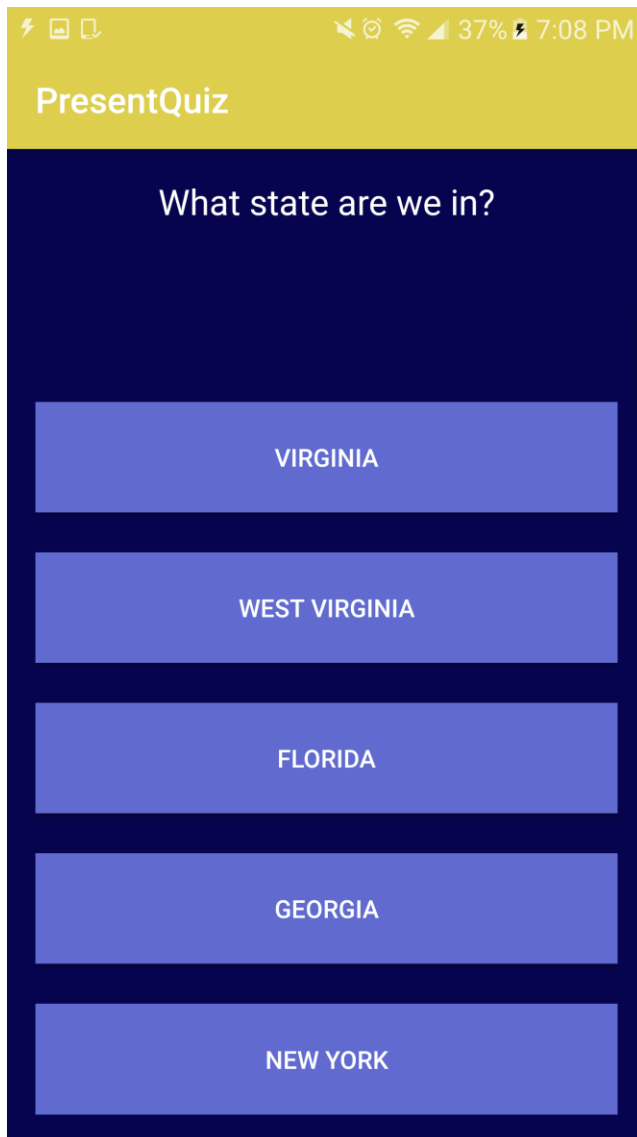 37% 7:08 PM
PresentQuiz
What state are we in?
VIRGINIA
WEST VIRGINIA
FLORIDA
GEORGIA
NEW YORK